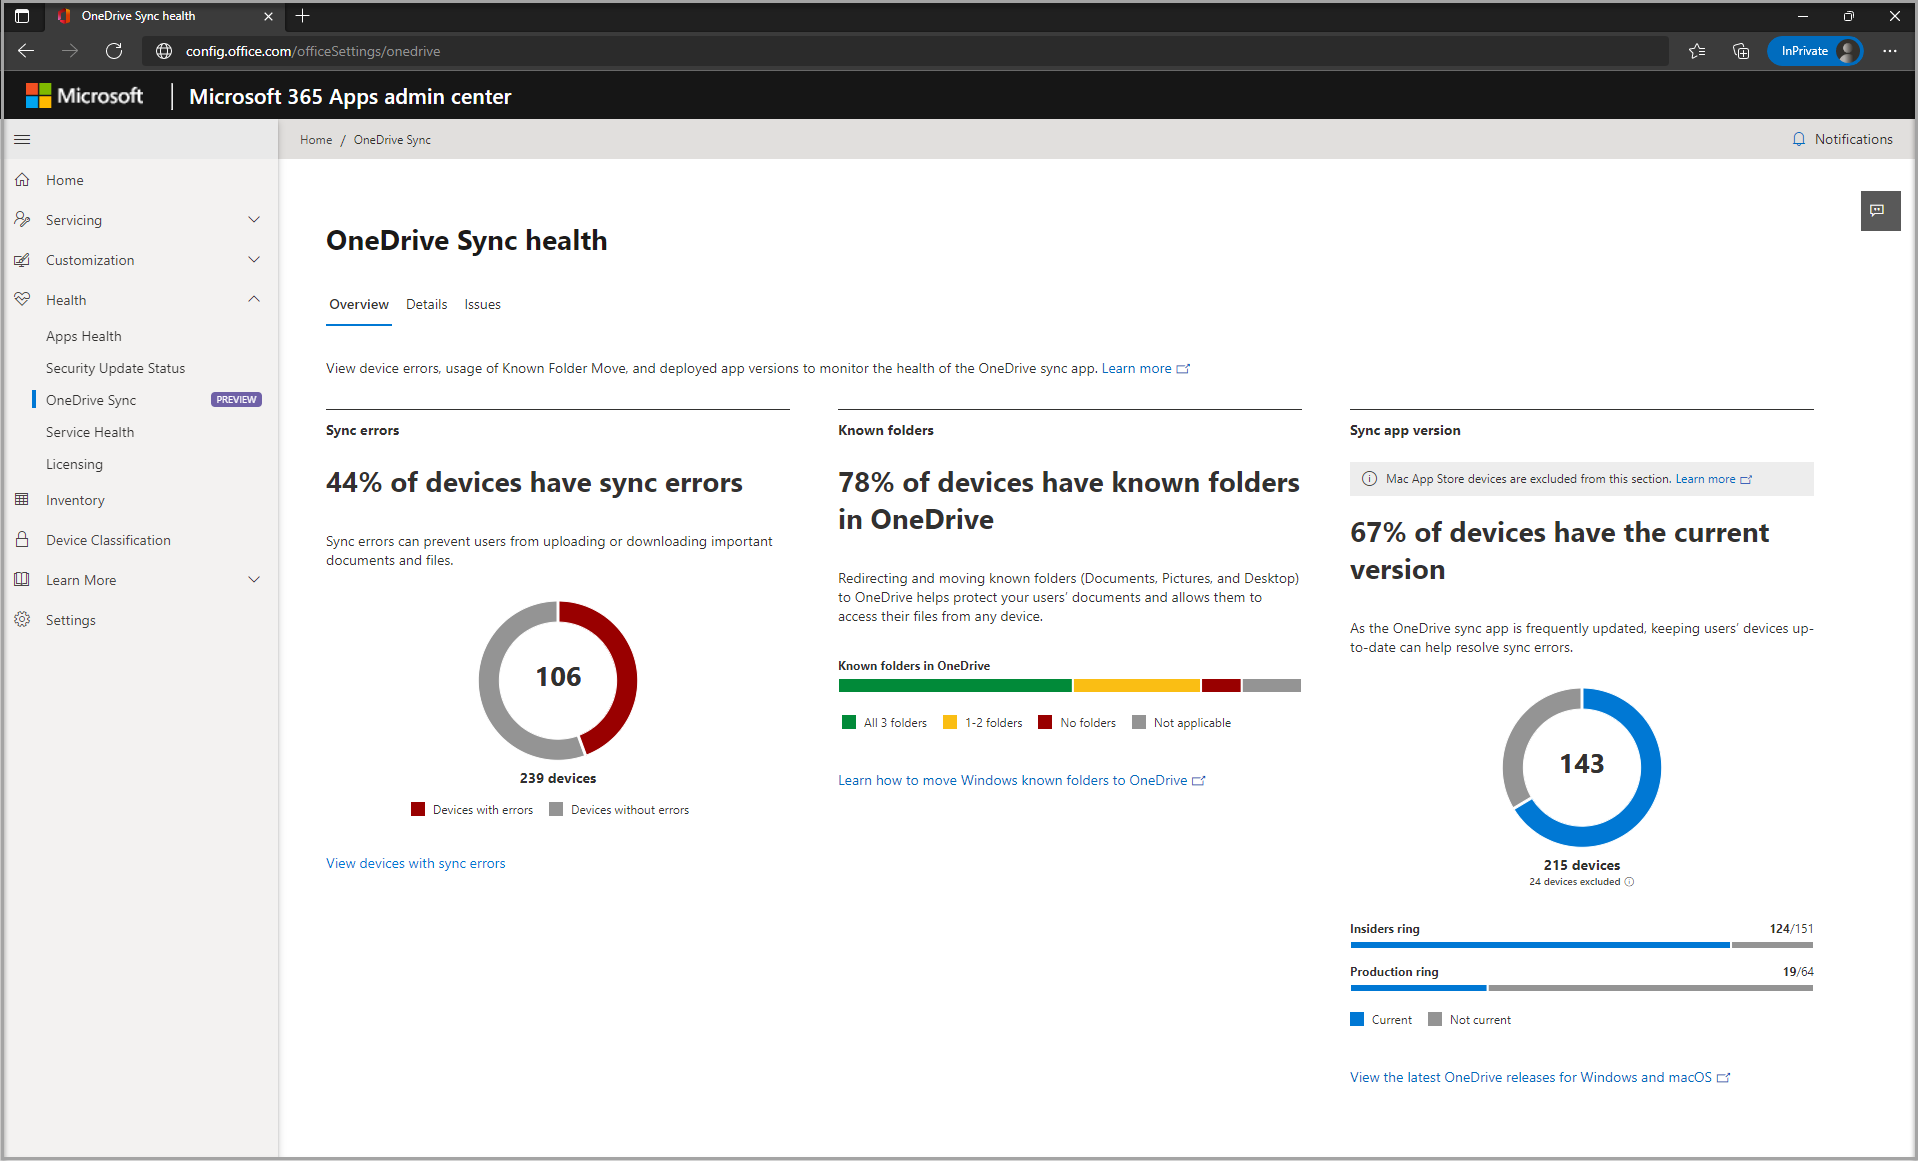 OneDrive Sync health
config.office.com/officeSettings/onedrive
InPrivate
Microsoft
Microsoft 365 Apps admin center
Home / OneDrive Sync
Notifications
Home
Servicing
Customization
Health
Apps Health
Security Update Status
OneDrive Sync
PREVIEW
Service Health
Licensing
Inventory
Device Classification
Learn More
Settings
OneDrive Sync health
Overview
Details
Issues
View device errors, usage of Known Folder Move, and deployed app versions to monitor the health of the OneDrive sync app. Learn more
Sync errors
44% of devices have sync errors
Sync errors can prevent users from uploading or downloading important
documents and files.
106
239 devices
Devices with errors
Devices without errors
View devices with sync errors
Known folders
78% of devices have known folders
in OneDrive
Redirecting and moving known folders (Documents, Pictures, and Desktop)
to OneDrive helps protect your users’ documents and allows them to
access their files from any device.
Known folders in OneDrive
All 3 folders
1-2 folders
No folders
Not applicable
Learn how to move Windows known folders to OneDrive
Sync app version
Mac App Store devices are excluded from this section. Learn more
67% of devices have the current
version
As the OneDrive sync app is frequently updated, keeping users’ devices up-
to-date can help resolve sync errors.
143
215 devices
24 devices excluded
Insiders ring
124/151
Production ring
19/64
Current
Not current
View the latest OneDrive releases for Windows and macOS